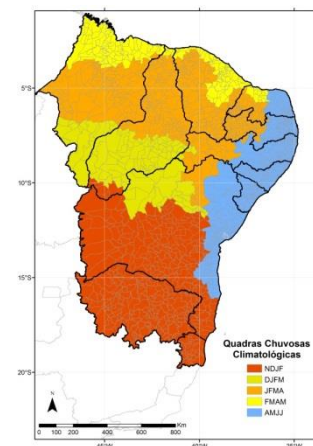 5°S
10°S
15°S
20°S
Quadras Chuvosas
Climatológicas
NDJF
DJFM
JFMA
FMAM
AMJJ
N
0 100 200 400 600 800
Km